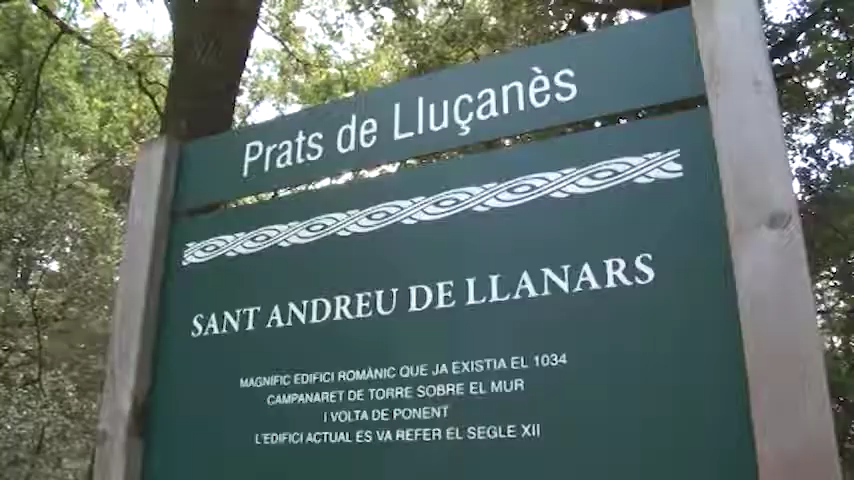 Prats de Lluçanès
SANT ANDREU DE LLANARS
MAGNIFIC EDIFICI ROMÀNIC QUE JA EXISTIA EL 1034
CAMPANARET DE TORRE SOBRE EL MUR
I VOLTA DE PONENT
L'EDIFICI ACTUAL ES VA REFER EL SEGLE XII